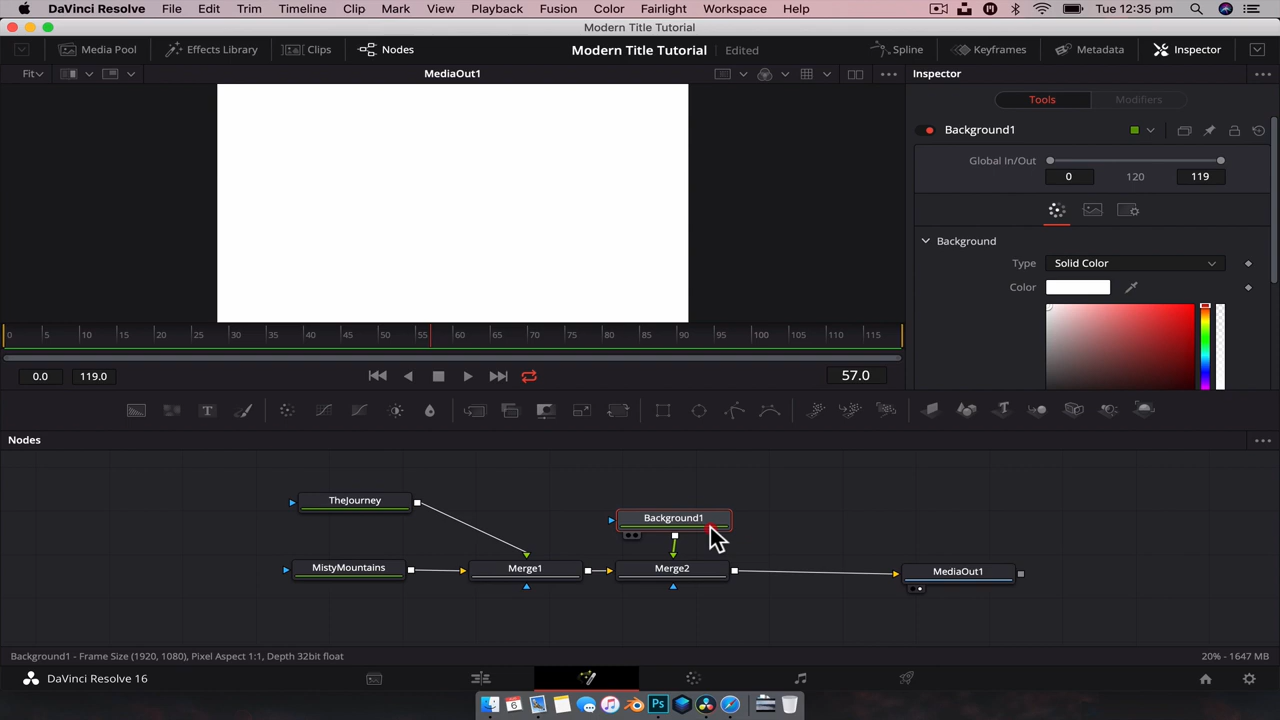 DaVinci Resolve File Edit Trim Timeline Clip Mark View Playback Fusion Color Fairlight Workspace Help Tue 12:35 pm
Modern Title Tutorial
Media Pool Effects Library Clips Nodes Modern Title Tutorial Edited Spline Keyframes Metadata Inspector
Fit MediaOut1 Inspector
Tools Modifiers
Background1
Global In/Out
0 120 119
Background
Type Solid Color
Color
0 5 10 15 20 25 30 35 40 45 50 55 60 65 70 75 80 85 90 95 100 105 110 115
0.0 119.0 57.0
T T
Nodes
TheJourney
Background1
MistyMountains Merge1 Merge2 MediaOut1
Background1 - Frame Size (1920, 1080), Pixel Aspect 1:1, Depth 32bit float 20% - 1647 MB
DaVinci Resolve 16
6 Ps